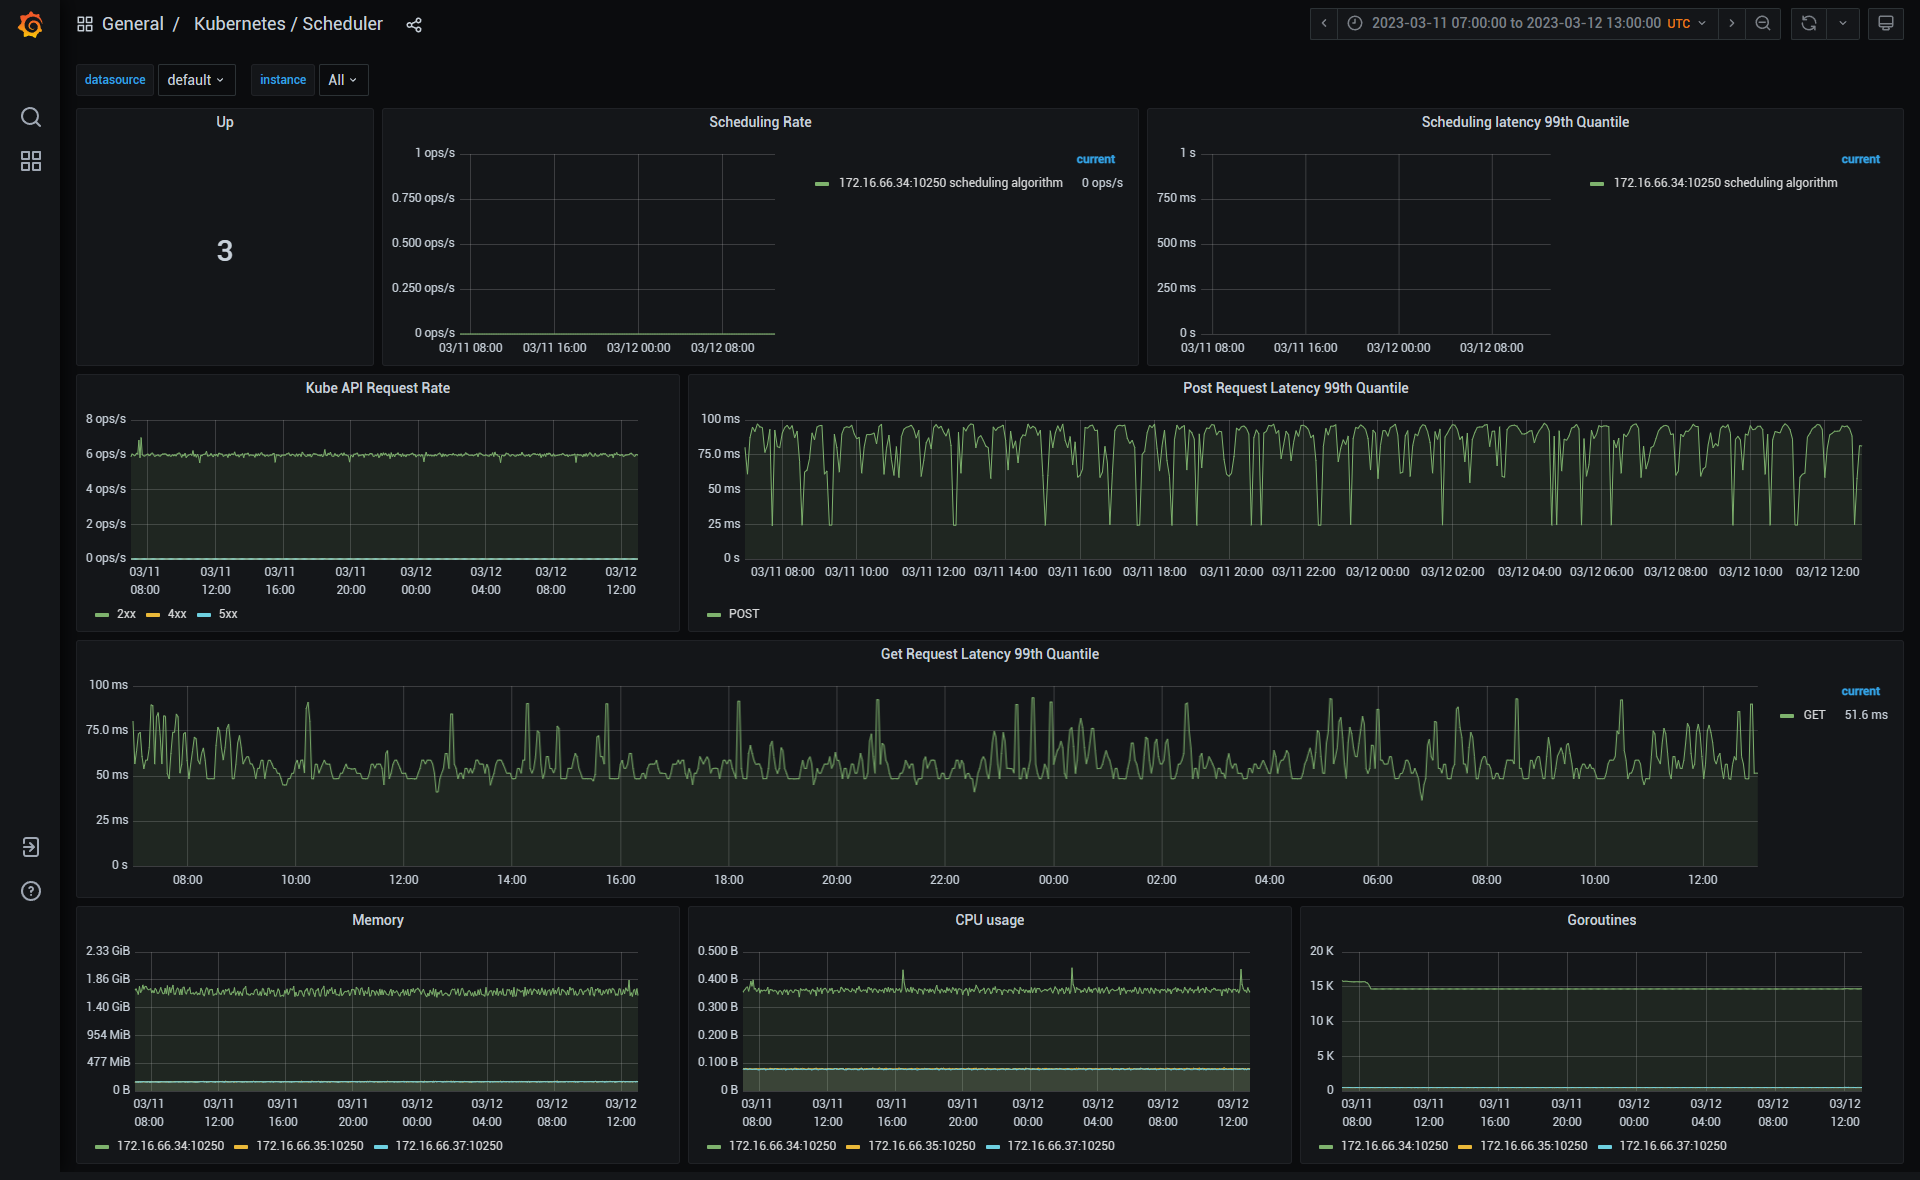 General / Kubernetes / Scheduler
2023-03-11 07:00:00 to 2023-03-12 13:00:00 UTC
datasource default instance All
Up
3
Scheduling Rate
1 ops/s
0.750 ops/s
0.500 ops/s
0.250 ops/s
0 ops/s
03/11 08:00 03/11 16:00 03/12 00:00 03/12 08:00
current
172.16.66.34:10250 scheduling algorithm 0 ops/s
Scheduling latency 99th Quantile
1 s
750 ms
500 ms
250 ms
0 s
03/11 08:00 03/11 16:00 03/12 00:00 03/12 08:00
current
172.16.66.34:10250 scheduling algorithm
Kube API Request Rate
8 ops/s
6 ops/s
4 ops/s
2 ops/s
0 ops/s
03/11 03/11 03/11 03/11 03/12 03/12 03/12 03/12
08:00 12:00 16:00 20:00 00:00 04:00 08:00 12:00
2xx 4xx 5xx
Post Request Latency 99th Quantile
100 ms
75.0 ms
50 ms
25 ms
0 s
03/11 08:00 03/11 10:00 03/11 12:00 03/11 14:00 03/11 16:00 03/11 18:00 03/11 20:00 03/11 22:00 03/12 00:00 03/12 02:00 03/12 04:00 03/12 06:00 03/12 08:00 03/12 10:00 03/12 12:00
POST
Get Request Latency 99th Quantile
100 ms
75.0 ms
50 ms
25 ms
0 s
08:00 10:00 12:00 14:00 16:00 18:00 20:00 22:00 00:00 02:00 04:00 06:00 08:00 10:00 12:00
current
GET 51.6 ms
Memory
2.33 GiB
1.86 GiB
1.40 GiB
954 MiB
477 MiB
0 B
03/11 03/11 03/11 03/11 03/12 03/12 03/12 03/12
08:00 12:00 16:00 20:00 00:00 04:00 08:00 12:00
172.16.66.34:10250 172.16.66.35:10250 172.16.66.37:10250
CPU usage
0.500 B
0.400 B
0.300 B
0.200 B
0.100 B
0 B
03/11 03/11 03/11 03/11 03/12 03/12 03/12 03/12
08:00 12:00 16:00 20:00 00:00 04:00 08:00 12:00
172.16.66.34:10250 172.16.66.35:10250 172.16.66.37:10250
Goroutines
20 K
15 K
10 K
5 K
0
03/11 03/11 03/11 03/11 03/12 03/12 03/12 03/12
08:00 12:00 16:00 20:00 00:00 04:00 08:00 12:00
172.16.66.34:10250 172.16.66.35:10250 172.16.66.37:10250